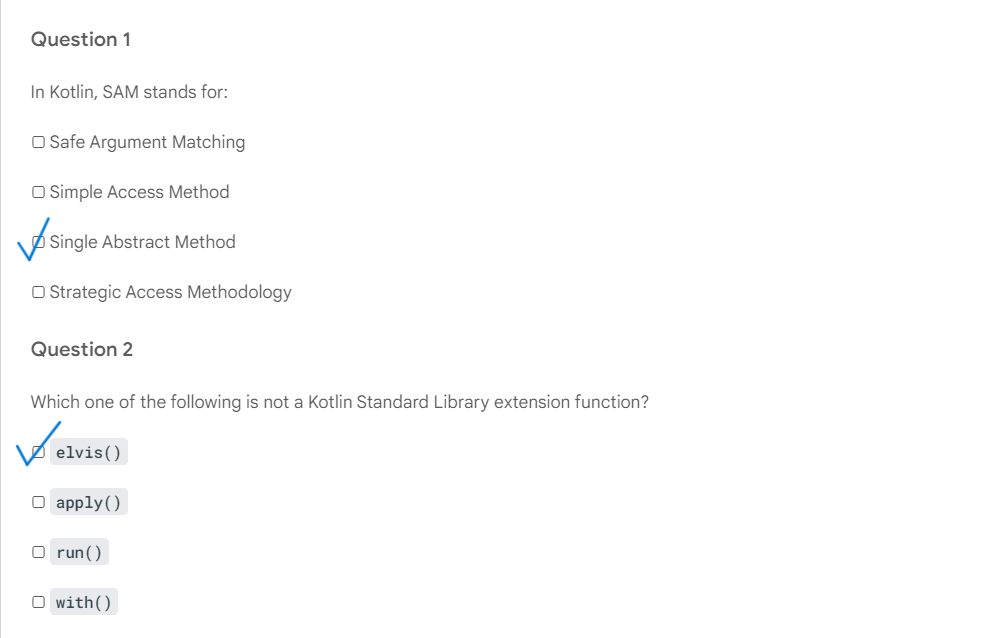 Question 1
In Kotlin, SAM stands for:
Safe Argument Matching
Simple Access Method
Single Abstract Method
Strategic Access Methodology
Question 2
Which one of the following is not a Kotlin Standard Library extension function?
elvis()
apply()
run()
with()